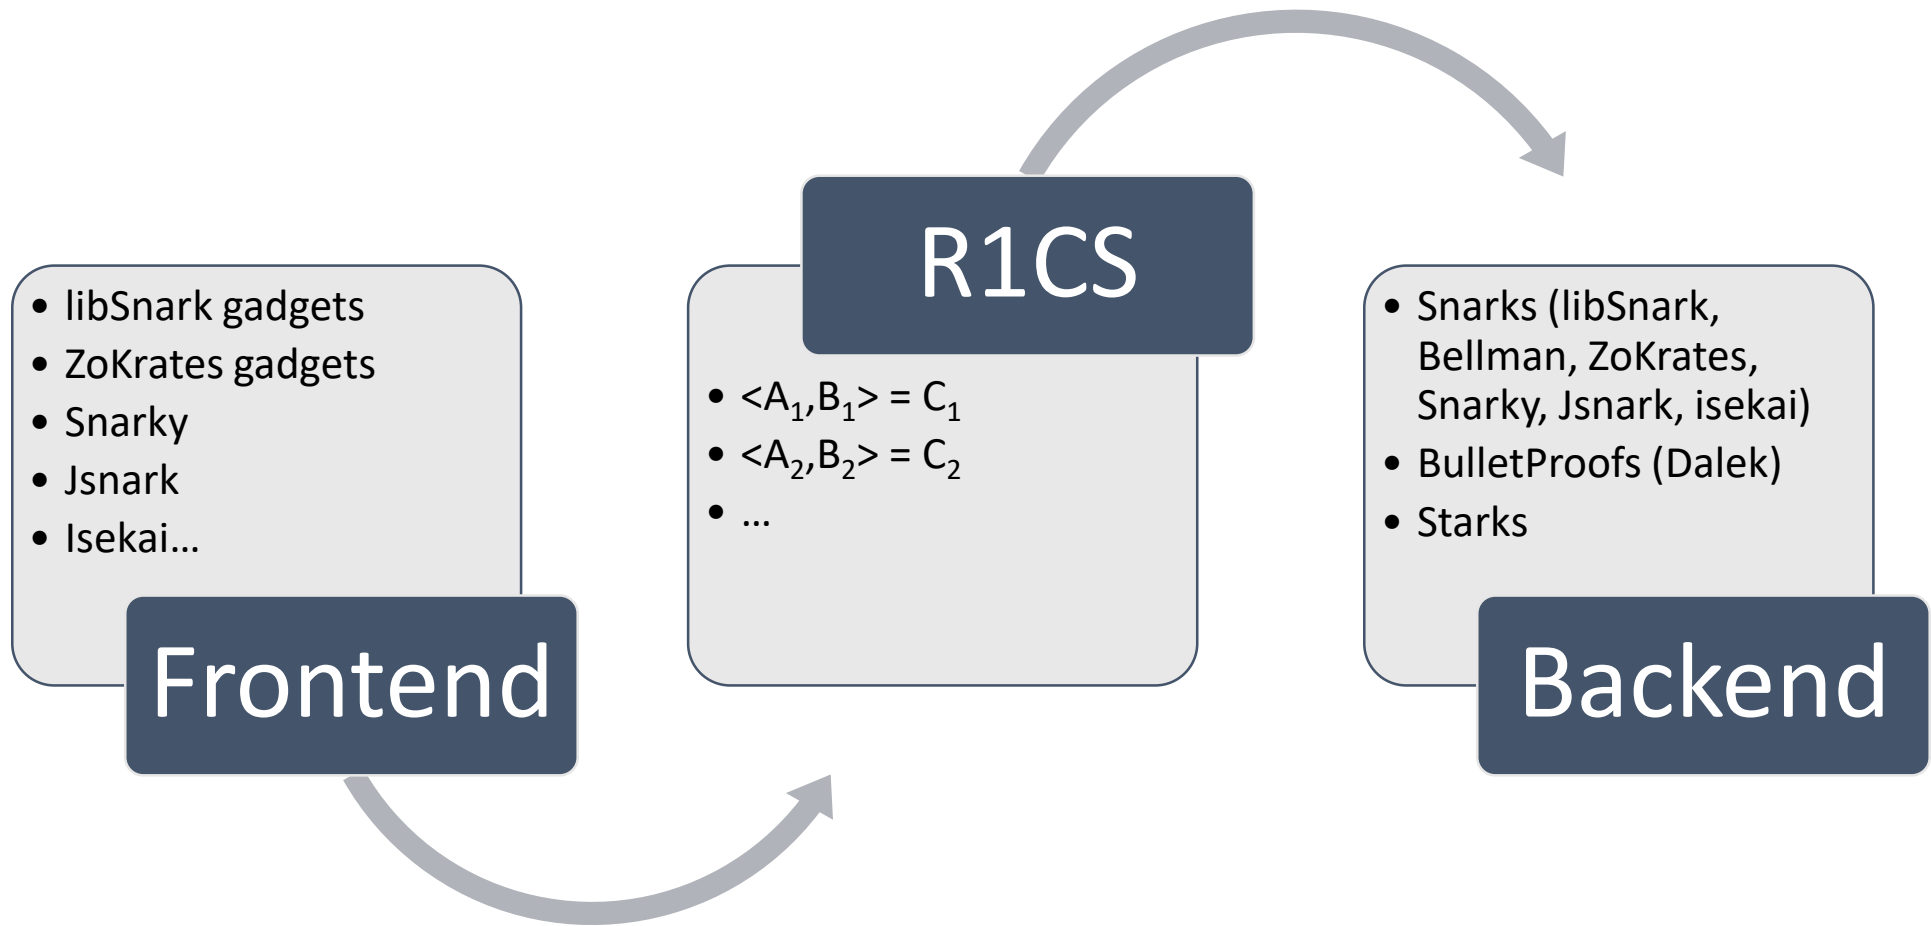 • libSnark gadgets
• ZoKrates gadgets
• Snarky
• Jsnark
• Isekai…
Frontend
R1CS
• <A₁,B₁> = C₁
• <A₂,B₂> = C₂
• …
• Snarks (libSnark,
Bellman, ZoKrates,
Snarky, Jsnark, isekai)
• BulletProofs (Dalek)
• Starks
Backend